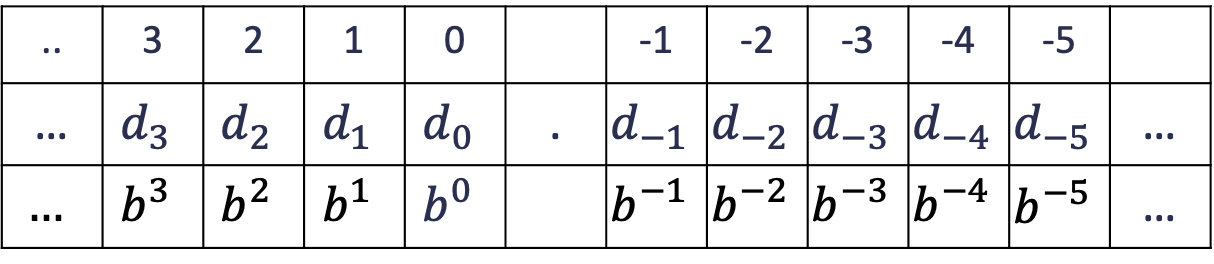 .. 3 2 1 0 -1 -2 -3 -4 -5
... d₃ d₂ d₁ d₀ . d₋₁ d₋₂ d₋₃ d₋₄ d₋₅ ...
... b³ b² b¹ b⁰ b⁻¹ b⁻² b⁻³ b⁻⁴ b⁻⁵ ...